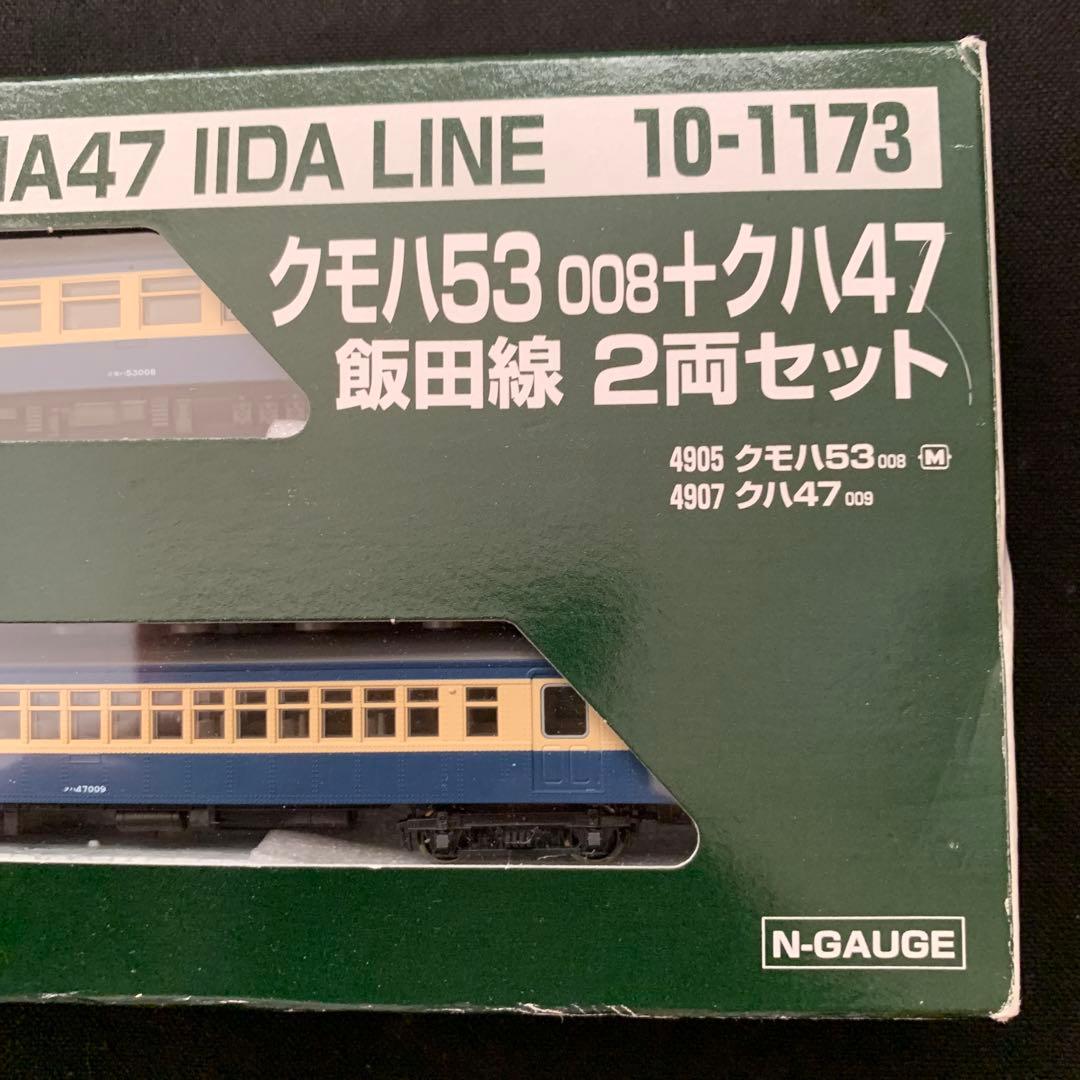 HA47 IIDA LINE 10-1173
クモハ53 008+クハ47
飯田線 2両セット
4905 クモハ53 008 M
4907 クハ47 009
クモハ53008
クハ47009
N-GAUGE